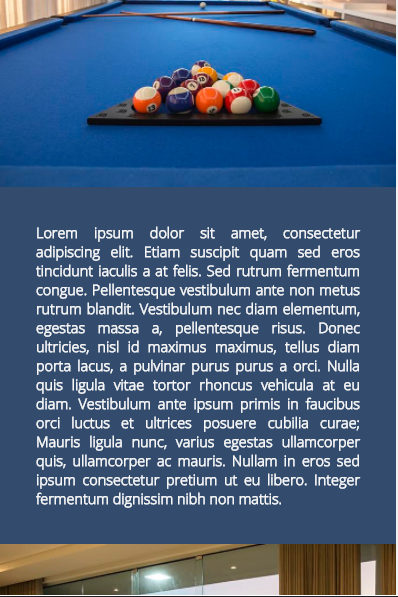 Lorem ipsum dolor sit amet, consectetur
adipiscing elit. Etiam suscipit quam sed eros
tincidunt iaculis a at felis. Sed rutrum fermentum
congue. Pellentesque vestibulum ante non metus
rutrum blandit. Vestibulum nec diam elementum,
egestas massa a, pellentesque risus. Donec
ultricies, nisl id maximus maximus, tellus diam
porta lacus, a pulvinar purus purus a orci. Nulla
quis ligula vitae tortor rhoncus vehicula at eu
diam. Vestibulum ante ipsum primis in faucibus
orci luctus et ultrices posuere cubilia curae;
Mauris ligula nunc, varius egestas ullamcorper
quis, ullamcorper ac mauris. Nullam in eros sed
ipsum consectetur pretium ut eu libero. Integer
fermentum dignissim nibh non mattis.